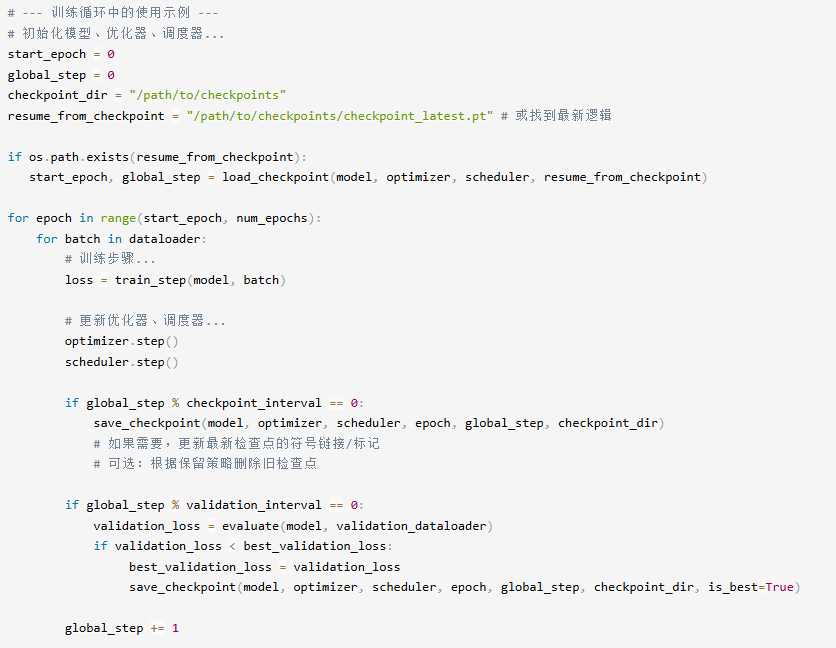 # --- 训练循环中的使用示例 ---
# 初始化模型、优化器、调度器...
start_epoch = 0
global_step = 0
checkpoint_dir = "/path/to/checkpoints"
resume_from_checkpoint = "/path/to/checkpoints/checkpoint_latest.pt" # 或找到最新逻辑

if os.path.exists(resume_from_checkpoint):
   start_epoch, global_step = load_checkpoint(model, optimizer, scheduler, resume_from_checkpoint)

for epoch in range(start_epoch, num_epochs):
    for batch in dataloader:
        # 训练步骤...
        loss = train_step(model, batch)

        # 更新优化器、调度器...
        optimizer.step()
        scheduler.step()

        if global_step % checkpoint_interval == 0:
            save_checkpoint(model, optimizer, scheduler, epoch, global_step, checkpoint_dir)
            # 如果需要，更新最新检查点的符号链接/标记
            # 可选：根据保留策略删除旧检查点

        if global_step % validation_interval == 0:
            validation_loss = evaluate(model, validation_dataloader)
            if validation_loss < best_validation_loss:
                 best_validation_loss = validation_loss
                 save_checkpoint(model, optimizer, scheduler, epoch, global_step, checkpoint_dir, is_best=True)

        global_step += 1